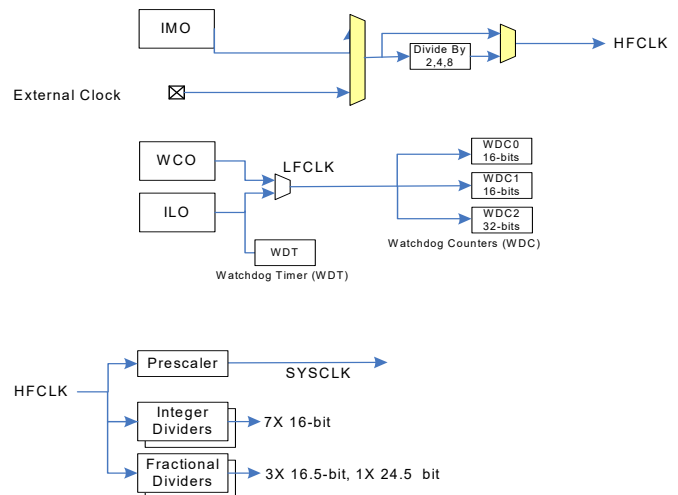 IMO
Divide By
2,4,8
HFCLK
External Clock
WCO
LFCLK
ILO
WDC0
16-bits
WDC1
16-bits
WDC2
32-bits
WDT
Watchdog Counters (WDC)
Watchdog Timer (WDT)
Prescaler
SYSCLK
HFCLK
Integer
Dividers
7X 16-bit
Fractional
Dividers
3X 16.5-bit, 1X 24.5 bit